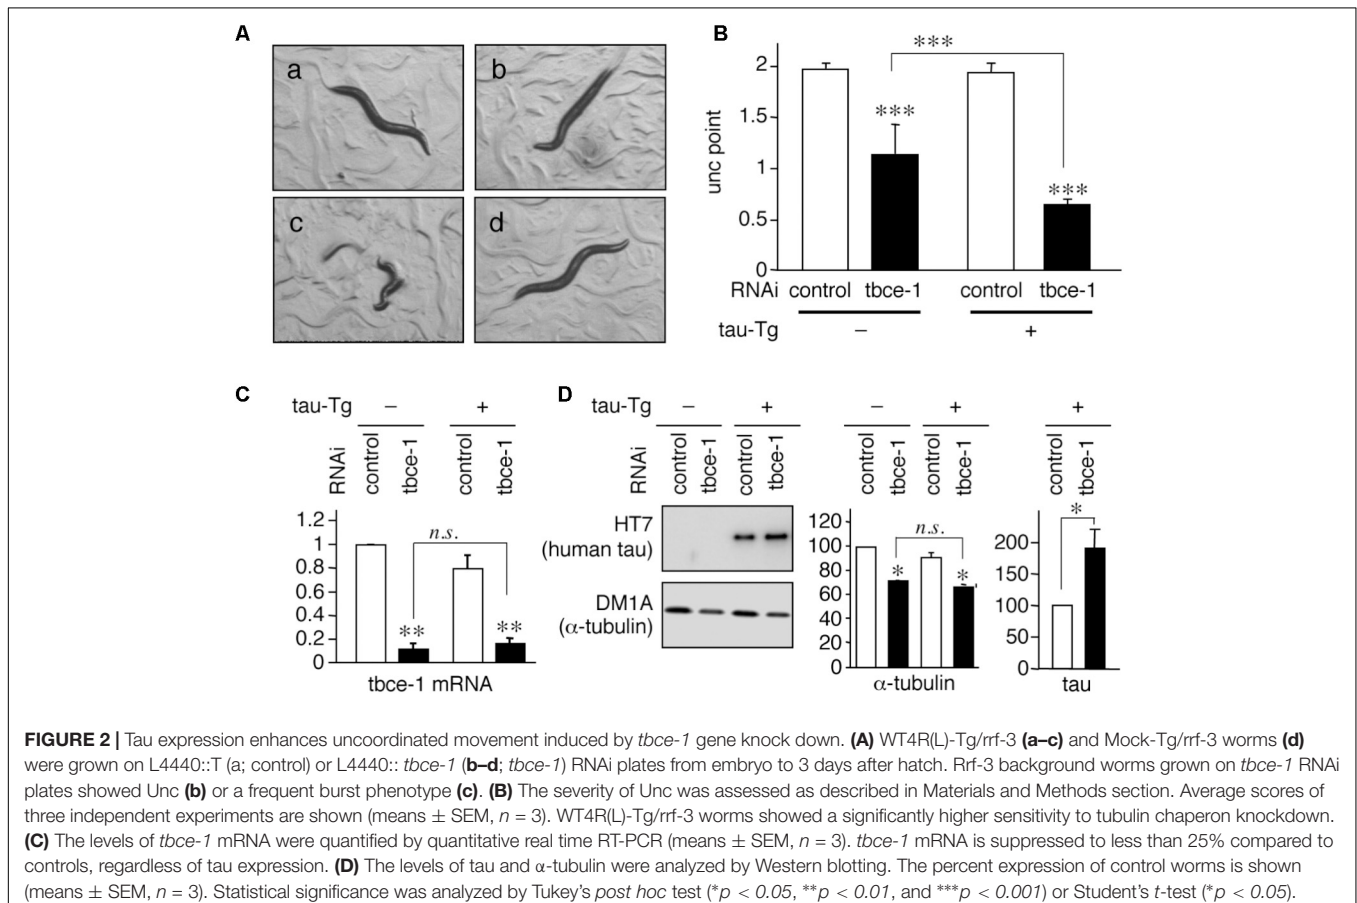 A
a
b
c
d
B
***
2
1.5
1
0.5
0
unc point
***
***
RNAi control tbce-1 control tbce-1
tau-Tg – +
C
tau-Tg – +
RNAi control tbce-1 control tbce-1
1.2
1
0.8
0.6
0.4
0.2
0
n.s.
** **
tbce-1 mRNA
D
tau-Tg – + – + +
RNAi control tbce-1 control tbce-1 control tbce-1 control tbce-1 control tbce-1
HT7
(human tau)
DM1A
(α-tubulin)
120
100
80
60
40
20
0
n.s.
* *
α-tubulin
200
150
100
50
0
*
tau
FIGURE 2 | Tau expression enhances uncoordinated movement induced by tbce-1 gene knock down. (A) WT4R(L)-Tg/rrf-3 (a–c) and Mock-Tg/rrf-3 worms (d)
were grown on L4440::T (a; control) or L4440:: tbce-1 (b–d; tbce-1) RNAi plates from embryo to 3 days after hatch. Rrf-3 background worms grown on tbce-1 RNAi
plates showed Unc (b) or a frequent burst phenotype (c). (B) The severity of Unc was assessed as described in Materials and Methods section. Average scores of
three independent experiments are shown (means ± SEM, n = 3). WT4R(L)-Tg/rrf-3 worms showed a significantly higher sensitivity to tubulin chaperon knockdown.
(C) The levels of tbce-1 mRNA were quantified by quantitative real time RT-PCR (means ± SEM, n = 3). tbce-1 mRNA is suppressed to less than 25% compared to
controls, regardless of tau expression. (D) The levels of tau and α-tubulin were analyzed by Western blotting. The percent expression of control worms is shown
(means ± SEM, n = 3). Statistical significance was analyzed by Tukey's post hoc test (*p < 0.05, **p < 0.01, and ***p < 0.001) or Student's t-test (*p < 0.05).